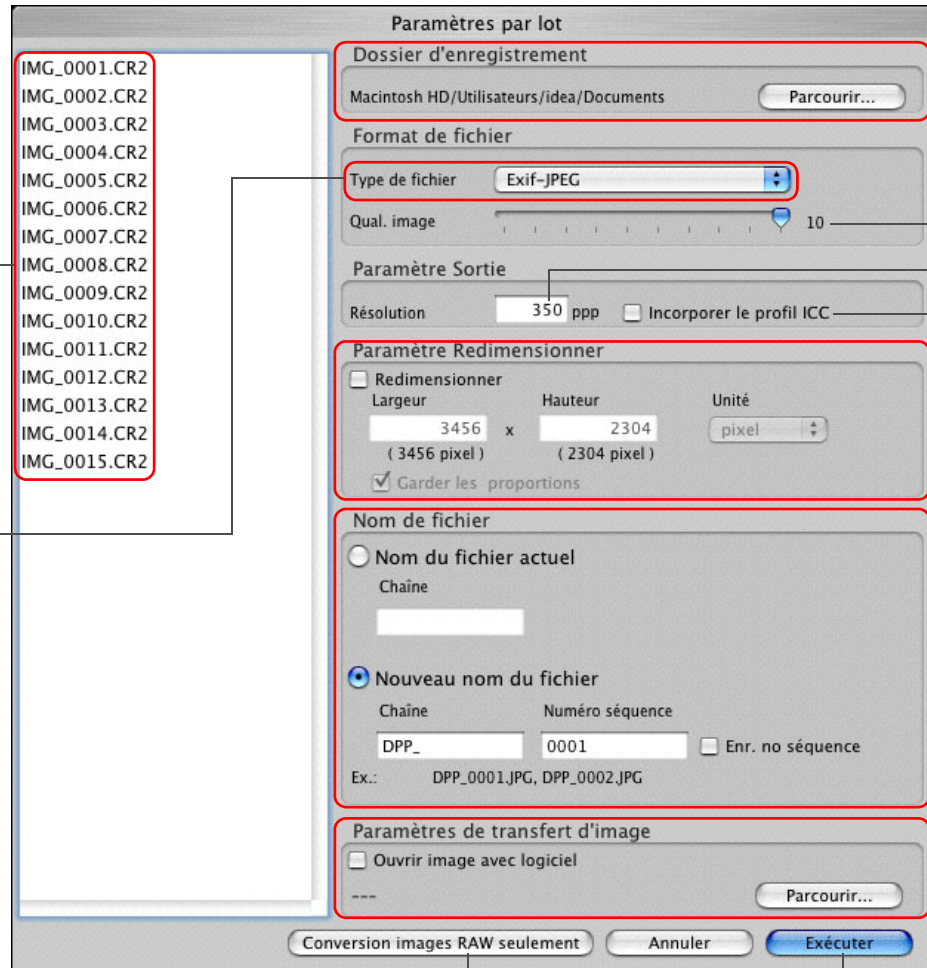 Paramètres par lot
IMG_0001.CR2
IMG_0002.CR2
IMG_0003.CR2
IMG_0004.CR2
IMG_0005.CR2
IMG_0006.CR2
IMG_0007.CR2
IMG_0008.CR2
IMG_0009.CR2
IMG_0010.CR2
IMG_0011.CR2
IMG_0012.CR2
IMG_0013.CR2
IMG_0014.CR2
IMG_0015.CR2
Dossier d'enregistrement
Macintosh HD/Utilisateurs/idea/Documents Parcourir...
Format de fichier
Type de fichier Exif-JPEG
Qual. image 10
Paramètre Sortie
Résolution 350 ppp Incorporer le profil ICC
Paramètre Redimensionner
Redimensionner
Largeur Hauteur Unité
3456 x 2304 pixel
( 3456 pixel ) ( 2304 pixel )
Garder les proportions
Nom de fichier
Nom du fichier actuel
Chaîne
Nouveau nom du fichier
Chaîne Numéro séquence
DPP_ 0001 Enr. no séquence
Ex.: DPP_0001.JPG, DPP_0002.JPG
Paramètres de transfert d'image
Ouvrir image avec logiciel
--- Parcourir...
Conversion images RAW seulement Annuler Exécuter